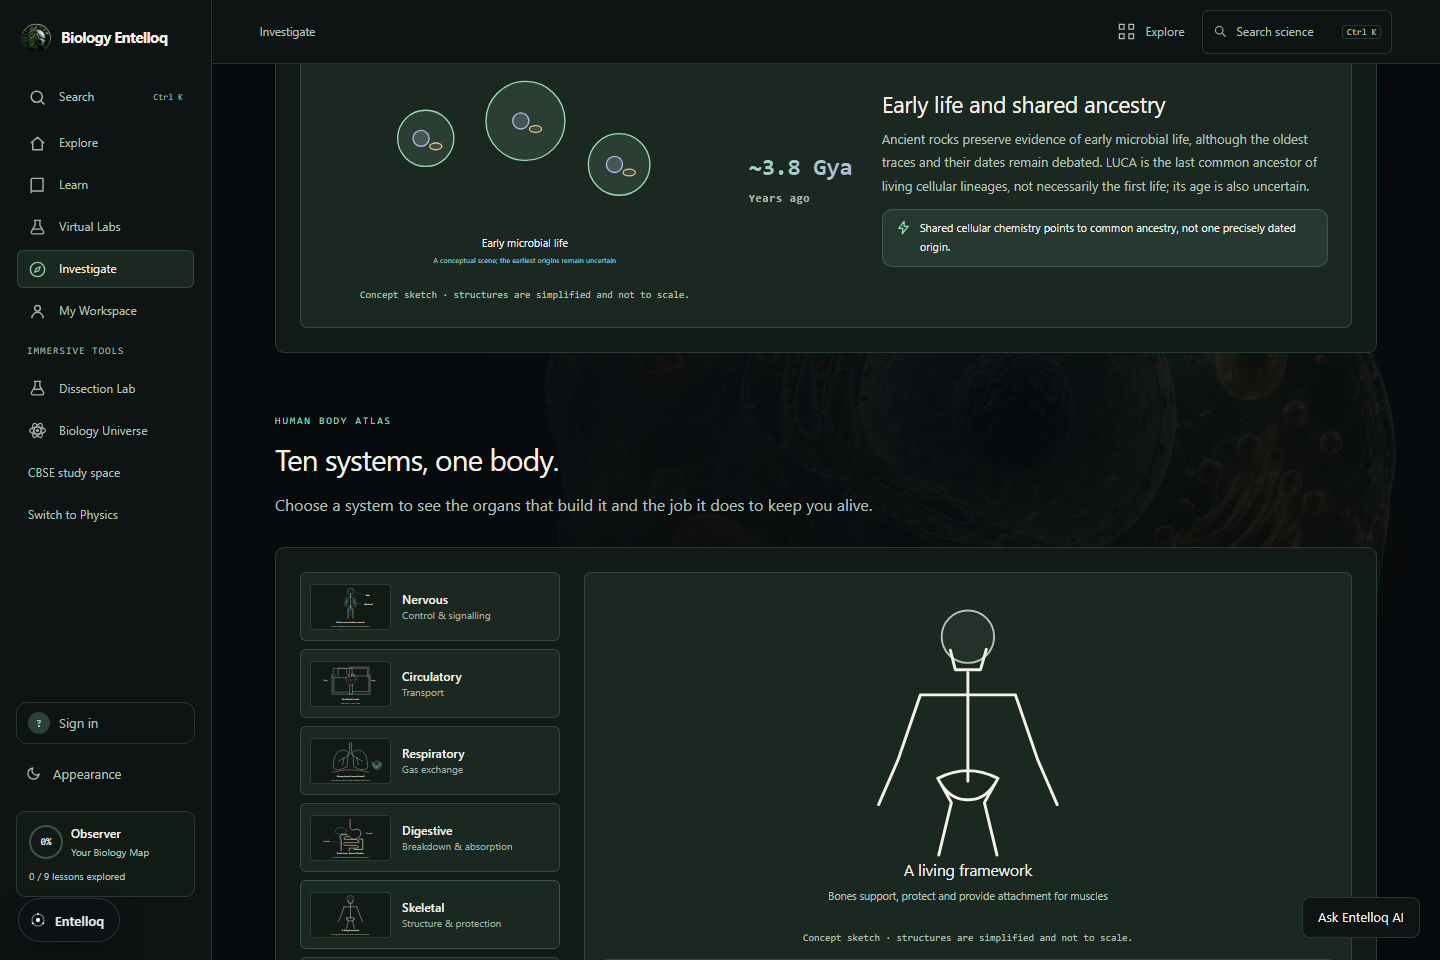 Biology Entelloq
Search
Ctrl K
Explore
Learn
Virtual Labs
Investigate
My Workspace
IMMERSIVE TOOLS
Dissection Lab
Biology Universe
CBSE study space
Switch to Physics
? Sign in
Appearance
0%
Observer
Your Biology Map
0 / 9 lessons explored
Entelloq
Investigate
Explore
Search science
Ctrl K
Early microbial life
A conceptual scene; the earliest origins remain uncertain
Concept sketch · structures are simplified and not to scale.
~3.8 Gya
Years ago
Early life and shared ancestry
Ancient rocks preserve evidence of early microbial life, although the oldest
traces and their dates remain debated. LUCA is the last common ancestor of
living cellular lineages, not necessarily the first life; its age is also uncertain.
Shared cellular chemistry points to common ancestry, not one precisely dated
origin.
HUMAN BODY ATLAS
Ten systems, one body.
Choose a system to see the organs that build it and the job it does to keep you alive.
Nervous
Control & signalling
Circulatory
Transport
Respiratory
Gas exchange
Digestive
Breakdown & absorption
Skeletal
Structure & protection
A living framework
Bones support, protect and provide attachment for muscles
Concept sketch · structures are simplified and not to scale.
Ask Entelloq AI